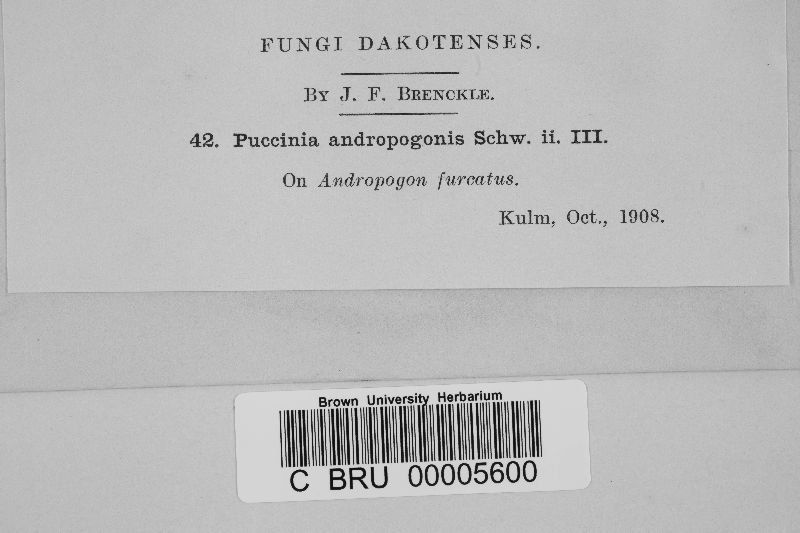 FUNGI DAKOTENSES.
By J. F. Brenckle.
42. Puccinia andropogonis Schw. ii. III.
On Andropogon furcatus.
Kulm, Oct., 1908.
Brown University Herbarium
C BRU 00005600